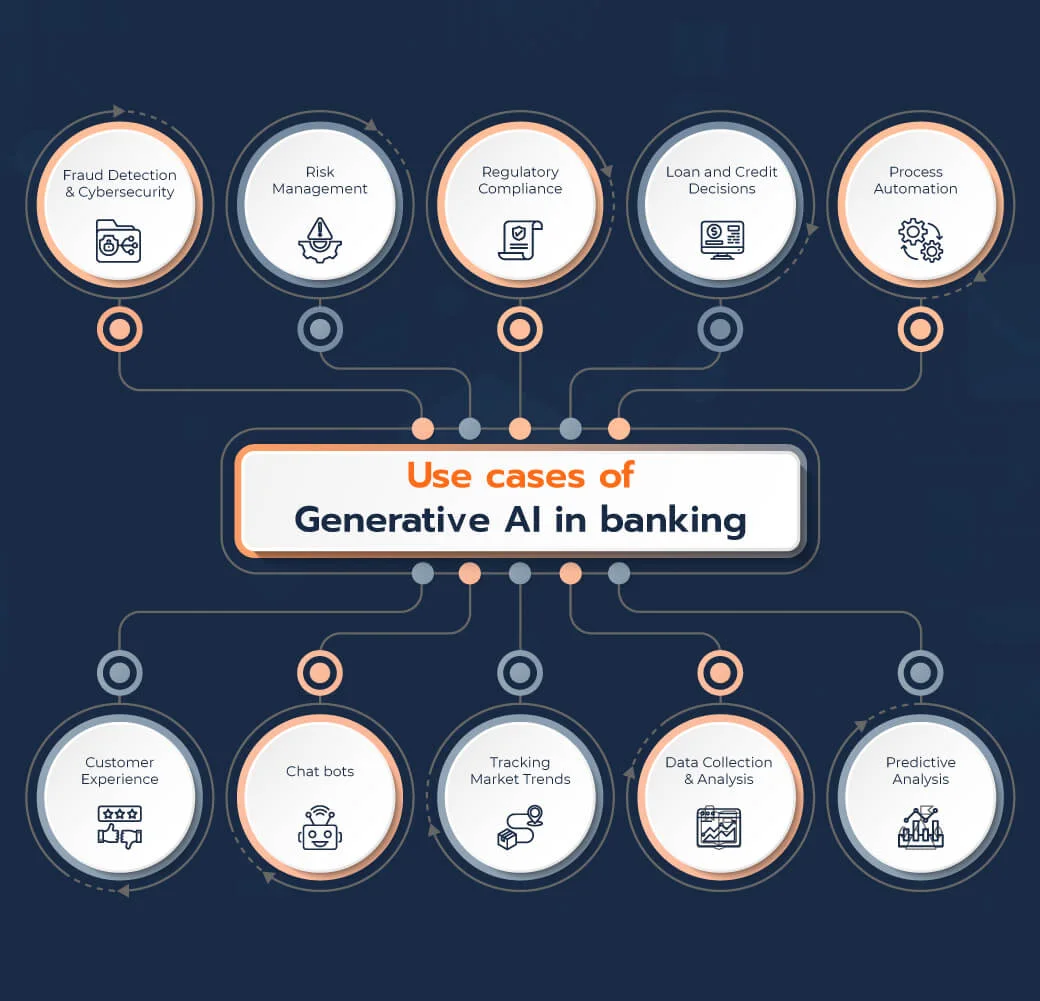 Fraud Detection
& Cybersecurity
Risk
Management
Regulatory
Compliance
Loan and Credit
Decisions
Process
Automation
Use cases of
Generative AI in banking
Customer
Experience
Chat bots
Tracking
Market Trends
Data Collection
& Analysis
Predictive
Analysis